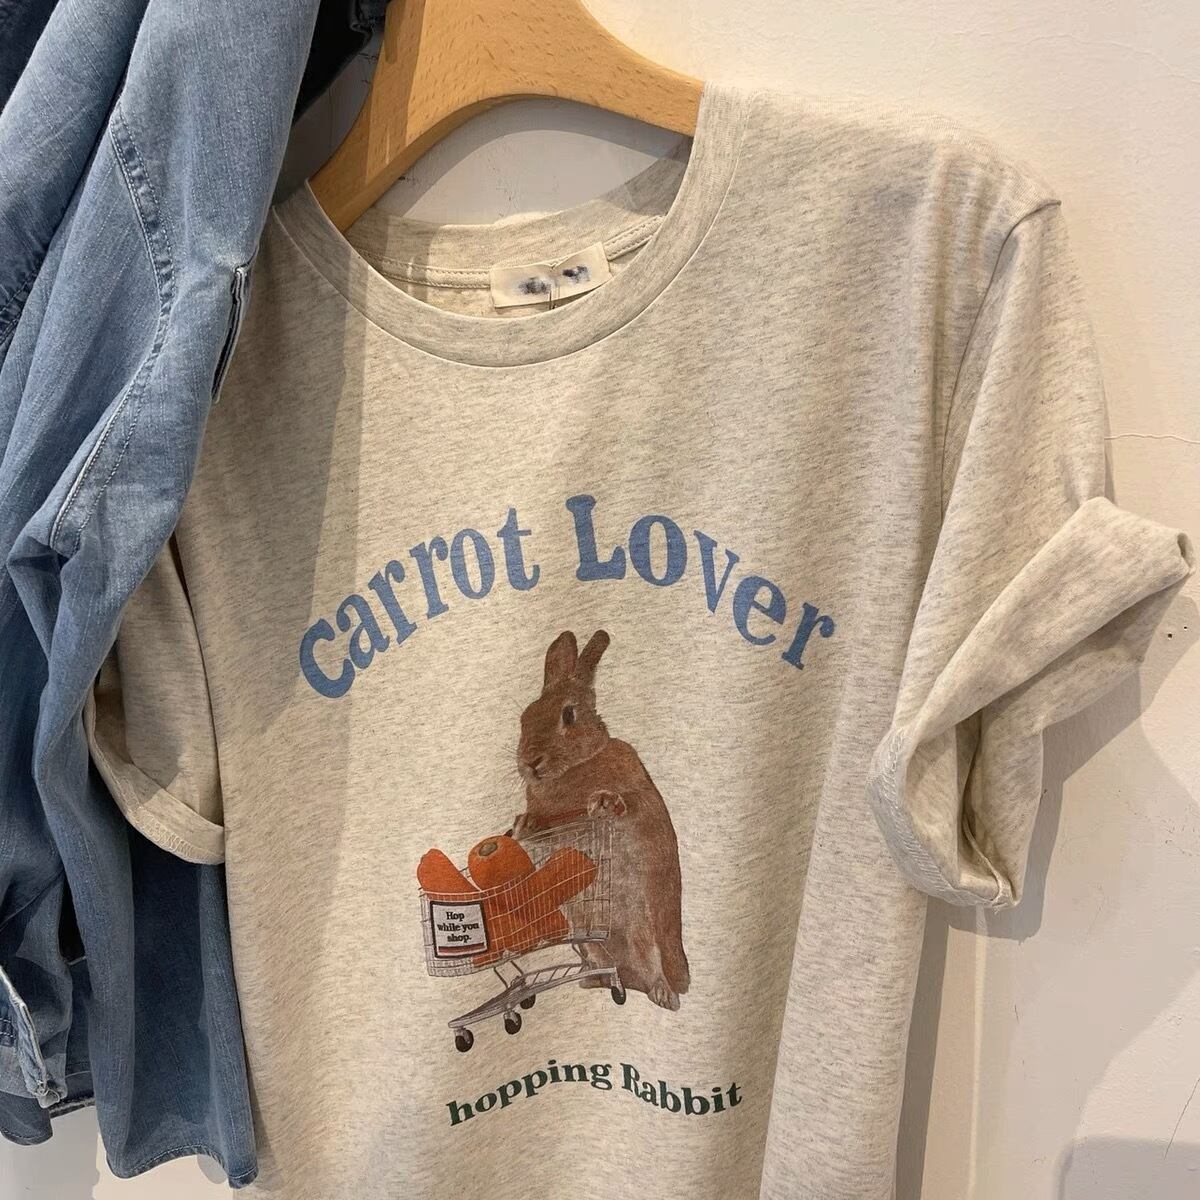 carrot Lover
Hop
while you
shop.
hopping Rabbit